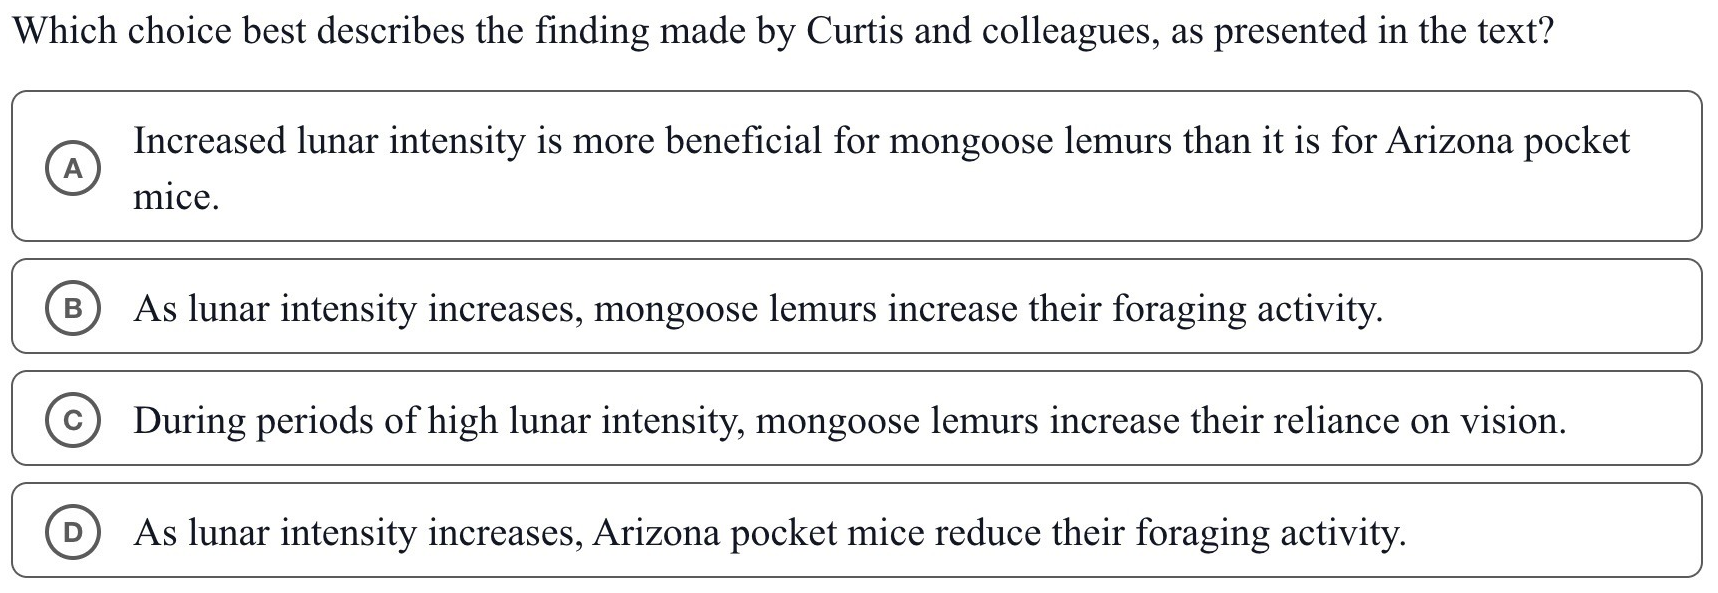 Which choice best describes the finding made by Curtis and colleagues, as presented in the text?
A
Increased lunar intensity is more beneficial for mongoose lemurs than it is for Arizona pocket
mice.
B
As lunar intensity increases, mongoose lemurs increase their foraging activity.
C
During periods of high lunar intensity, mongoose lemurs increase their reliance on vision.
D
As lunar intensity increases, Arizona pocket mice reduce their foraging activity.